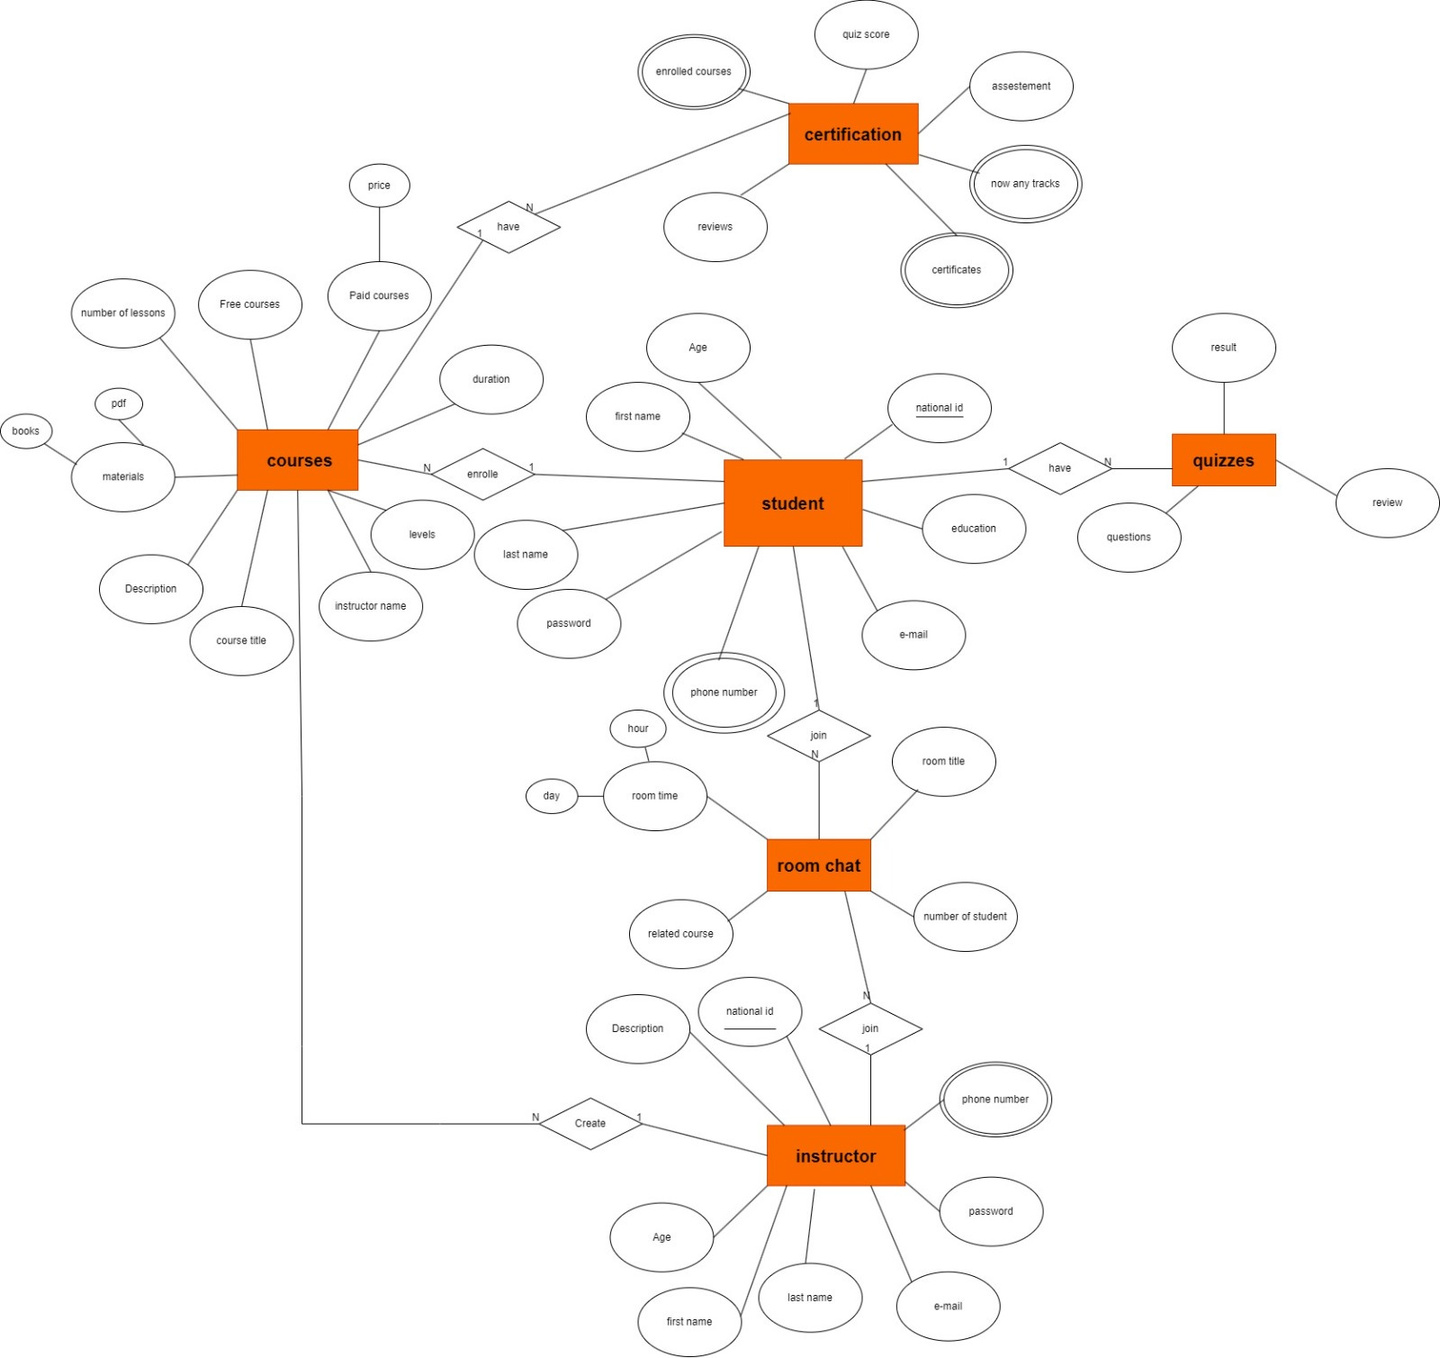 quiz score
enrolled courses
assestement
certification
now any tracks
price
reviews
have
N
1
certificates
Paid courses
Free courses
number of lessons
Age
result
duration
pdf
first name
national id
books
courses
materials
N
enrolle
1
student
1
have
N
quizzes
review
levels
last name
education
questions
Description
instructor name
password
course title
e-mail
phone number
1
join
N
hour
room title
day
room time
room chat
number of student
related course
N
join
1
national id
Description
phone number
N
Create
1
instructor
password
Age
last name
e-mail
first name